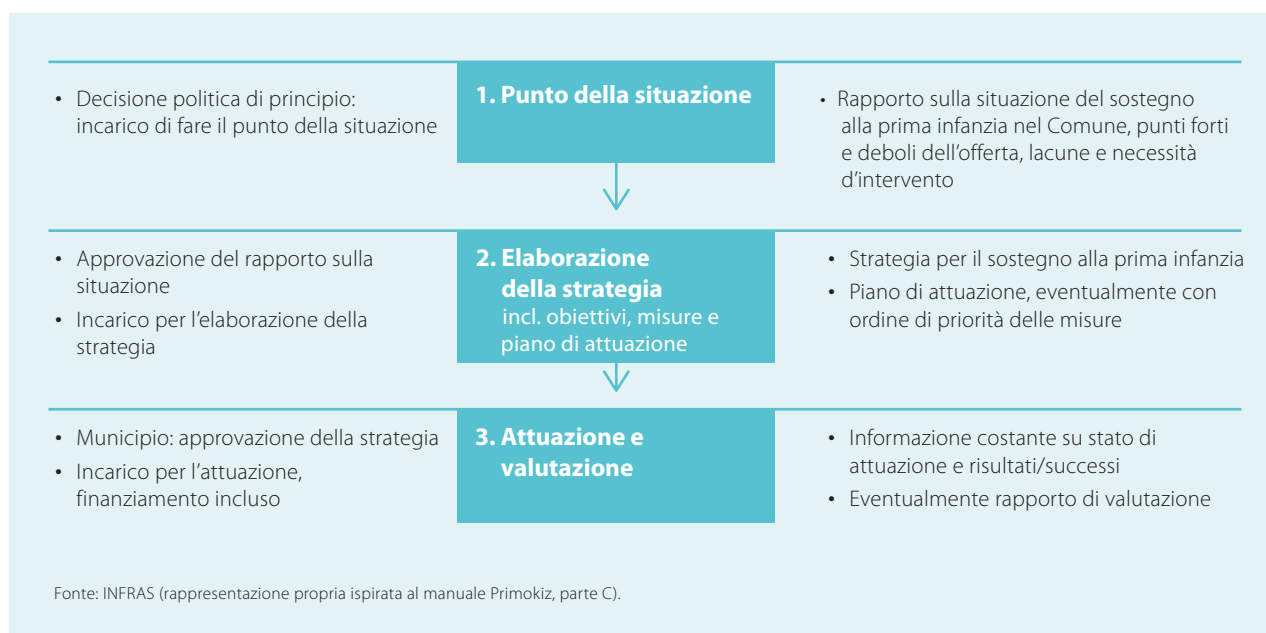 • Decisione politica di principio:
incarico di fare il punto della situazione
1. Punto della situazione
• Rapporto sulla situazione del sostegno
alla prima infanzia nel Comune, punti forti
e deboli dell’offerta, lacune e necessità
d’intervento
• Approvazione del rapporto sulla
situazione
• Incarico per l’elaborazione della
strategia
2. Elaborazione
della strategia
incl. obiettivi, misure e
piano di attuazione
• Strategia per il sostegno alla prima infanzia
• Piano di attuazione, eventualmente con
ordine di priorità delle misure
• Municipio: approvazione della strategia
• Incarico per l’attuazione,
finanziamento incluso
3. Attuazione e
valutazione
• Informazione costante su stato di
attuazione e risultati/successi
• Eventualmente rapporto di valutazione
Fonte: INFRAS (rappresentazione propria ispirata al manuale Primokiz, parte C).